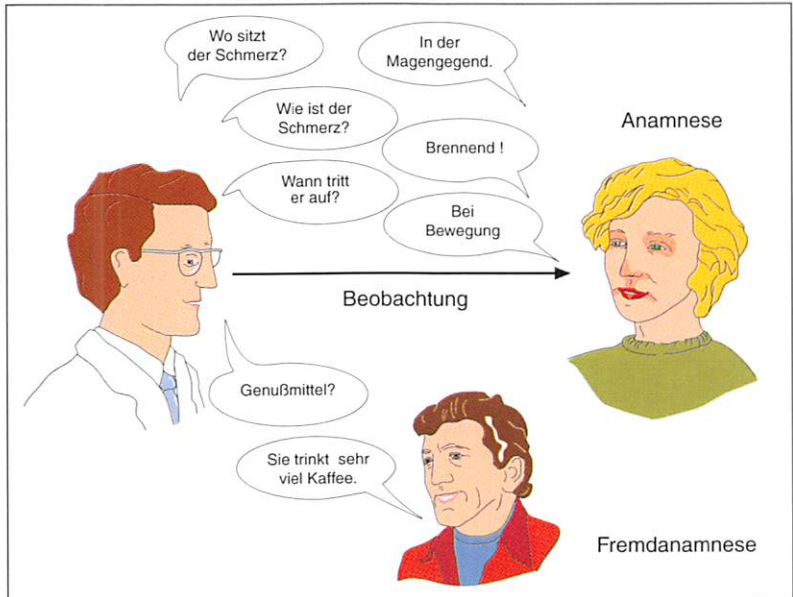 Wo sitzt
der Schmerz?
In der
Magengegend.
Wie ist der
Schmerz?
Anamnese
Brennend !
Wann tritt
er auf?
Bei
Bewegung
Beobachtung
Genußmittel?
Sie trinkt sehr
viel Kaffee.
Fremdanamnese